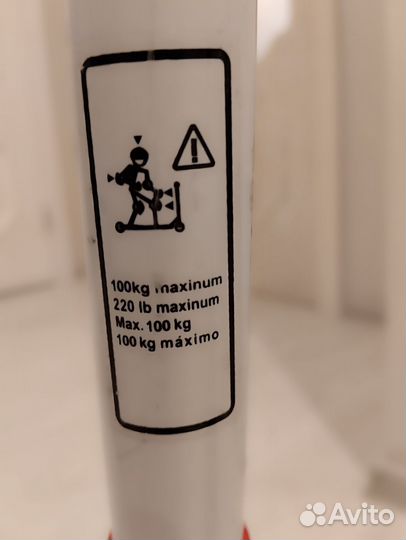 100kg maxinum
220 lb maxinum
Max. 100 kg
100 kg máximo
Avito